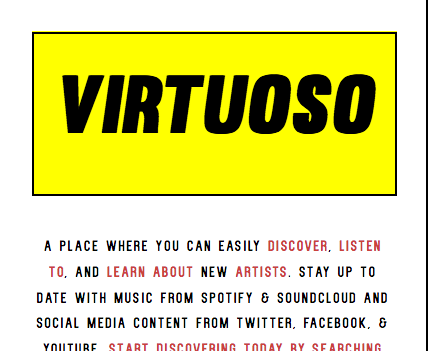 VIRTUOSO
A PLACE WHERE YOU CAN EASILY DISCOVER, LISTEN
TO, AND LEARN ABOUT NEW ARTISTS. STAY UP TO
DATE WITH MUSIC FROM SPOTIFY & SOUNDCLOUD AND
SOCIAL MEDIA CONTENT FROM TWITTER, FACEBOOK, &
YOUTUBE. START DISCOVERING TODAY BY SEARCHING